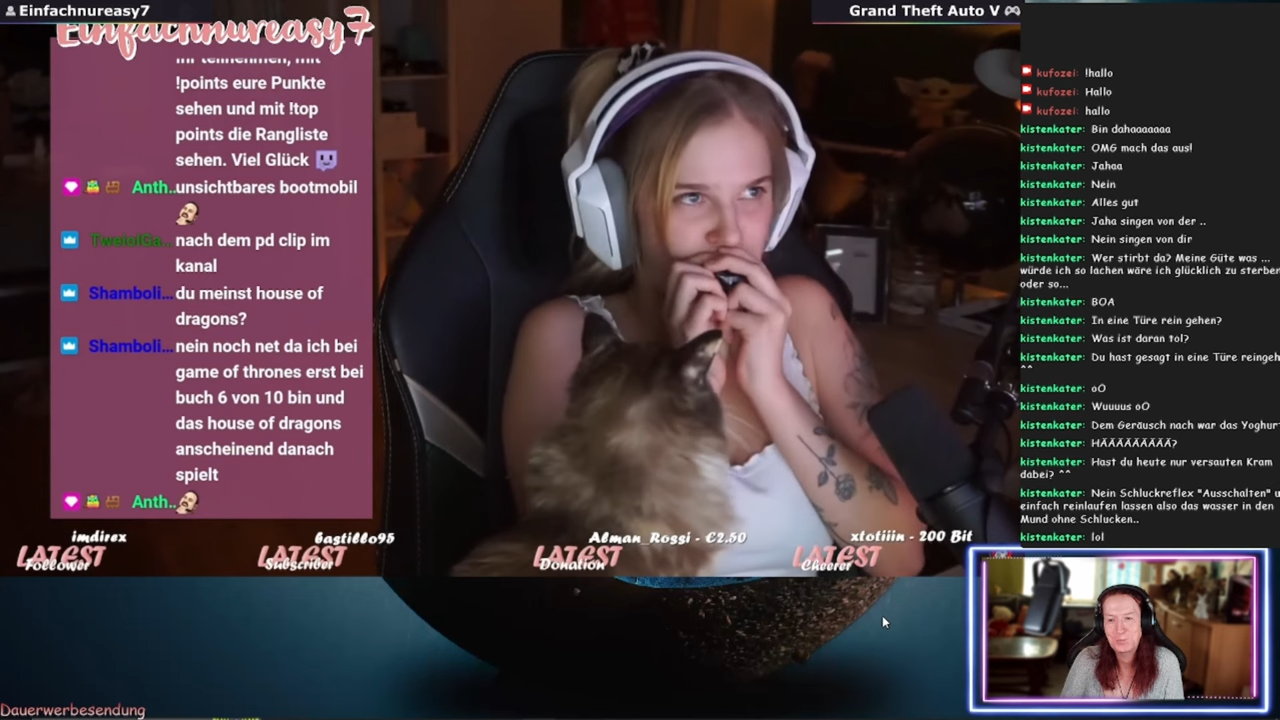 Einfachnureasy7
Grand Theft Auto V
Einfachnureasy7
ihr teilnehmen, mit
!points eure Punkte
sehen und mit !top
points die Rangliste
sehen. Viel Glück
Anth..unsichtbares bootmobil
TwelolGa...nach dem pd clip im
kanal
Shamboli...du meinst house of
dragons?
Shamboli...nein noch net da ich bei
game of thrones erst bei
buch 6 von 10 bin und
das house of dragons
anscheinend danach
spielt
Anth..
imdirex
LATEST
Follower
bastillo95
LATEST
Subscriber
Alman_Rossi - €2.50
LATEST
Donation
xtotiiin - 200 Bit
LATEST
Cheerer
kufozei: !hallo
kufozei: Hallo
kufozei: hallo
kistenkater: Bin dahaaaaaaa
kistenkater: OMG mach das aus!
kistenkater: Jahaa
kistenkater: Nein
kistenkater: Alles gut
kistenkater: Jaha singen von der ..
kistenkater: Nein singen von dir
kistenkater: Wer stirbt da? Meine Güte was ...
würde ich so lachen wäre ich glücklich zu sterben
oder so...
kistenkater: BOA
kistenkater: In eine Türe rein gehen?
kistenkater: Was ist daran tol?
kistenkater: Du hast gesagt in eine Türe reingeh
^^
kistenkater: oO
kistenkater: Wuuuus oO
kistenkater: Dem Geräusch nach war das Yoghur
kistenkater: HÄÄÄÄÄÄÄÄÄ?
kistenkater: Hast du heute nur versauten Kram
dabei? ^^
kistenkater: Nein Schluckreflex "Ausschalten" u
einfach reinlaufen lassen also das wasser in den
Mund ohne Schlucken..
kistenkater: lol
Dauerwerbesendung